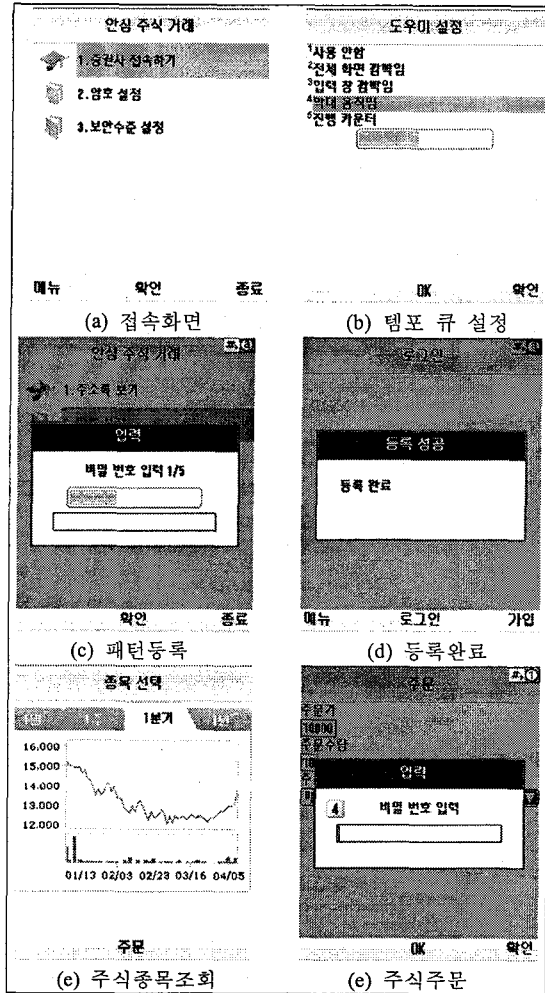 안심 주식 거래
1.증권사 접속하기
2.암호 설정
3.보안수준 설정
메뉴 확인 종료
(a) 접속화면
도우미 설정
1사용 안함
2전체 화면 깜박임
3입력 창 깜박임
4막대 움직임
5진행 카운터
OK 확인
(b) 템포 큐 설정
안심 주식 거래
1.주소록 보기
입력
비밀 번호 입력 1/5
확인 종료
(c) 패턴등록
로그인
등록 성공
등록 완료
메뉴 로그인 가입
(d) 등록완료
종목 선택
1분기
16.000
15.000
14.000
13.000
12.000
01/13 02/03 02/23 03/16 04/05
주문
(e) 주식종목조회
주문
주문가
10000
주문수담
입력
4 비밀 번호 입력
OK 확인
(e) 주식주문